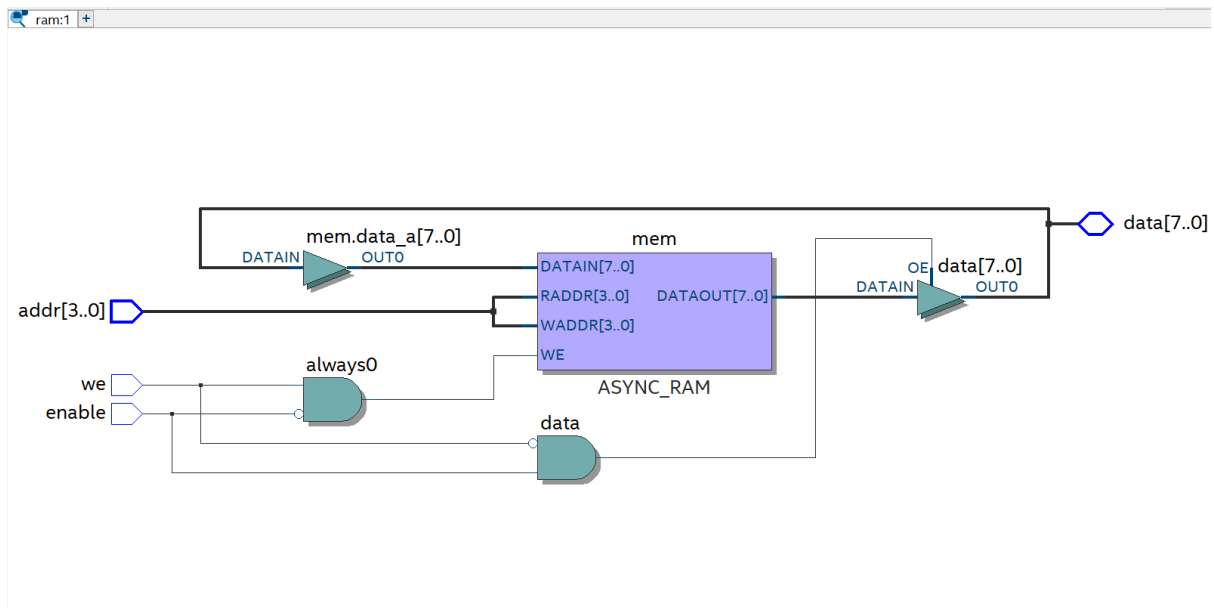 ram:1 +
mem.data_a[7..0]
DATAIN OUT0
mem
DATAIN[7..0]
RADDR[3..0] DATAOUT[7..0]
WADDR[3..0]
WE
ASYNC_RAM
data[7..0]
OE data[7..0]
DATAIN OUT0
addr[3..0]
always0
we
enable
data